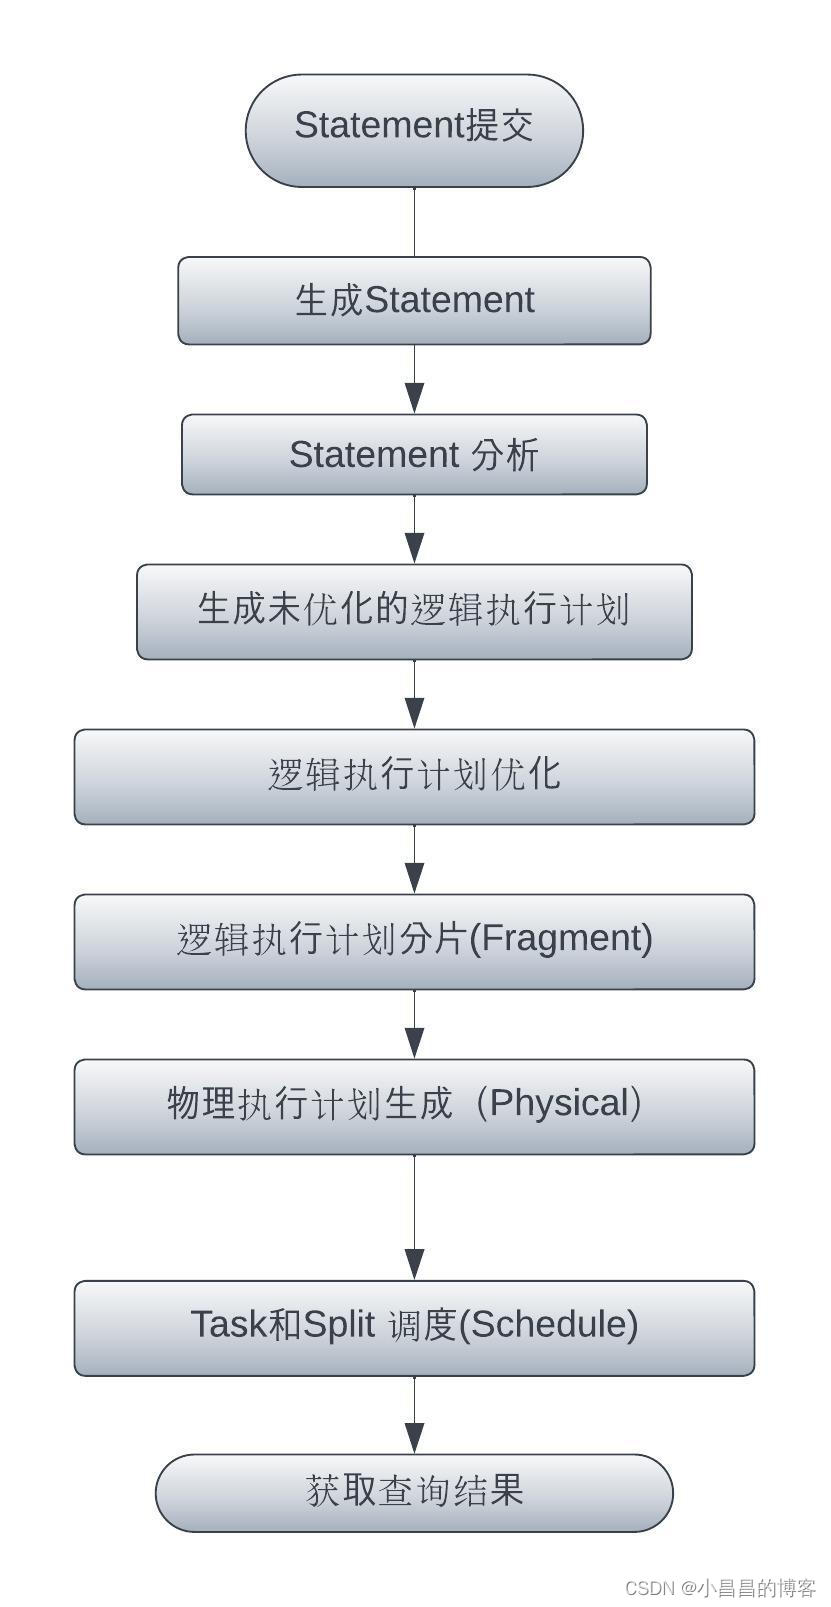 Statement提交
生成Statement
Statement 分析
生成未优化的逻辑执行计划
逻辑执行计划优化
逻辑执行计划分片(Fragment)
物理执行计划生成（Physical）
Task和Split 调度(Schedule)
获取查询结果
CSDN @小昌昌的博客